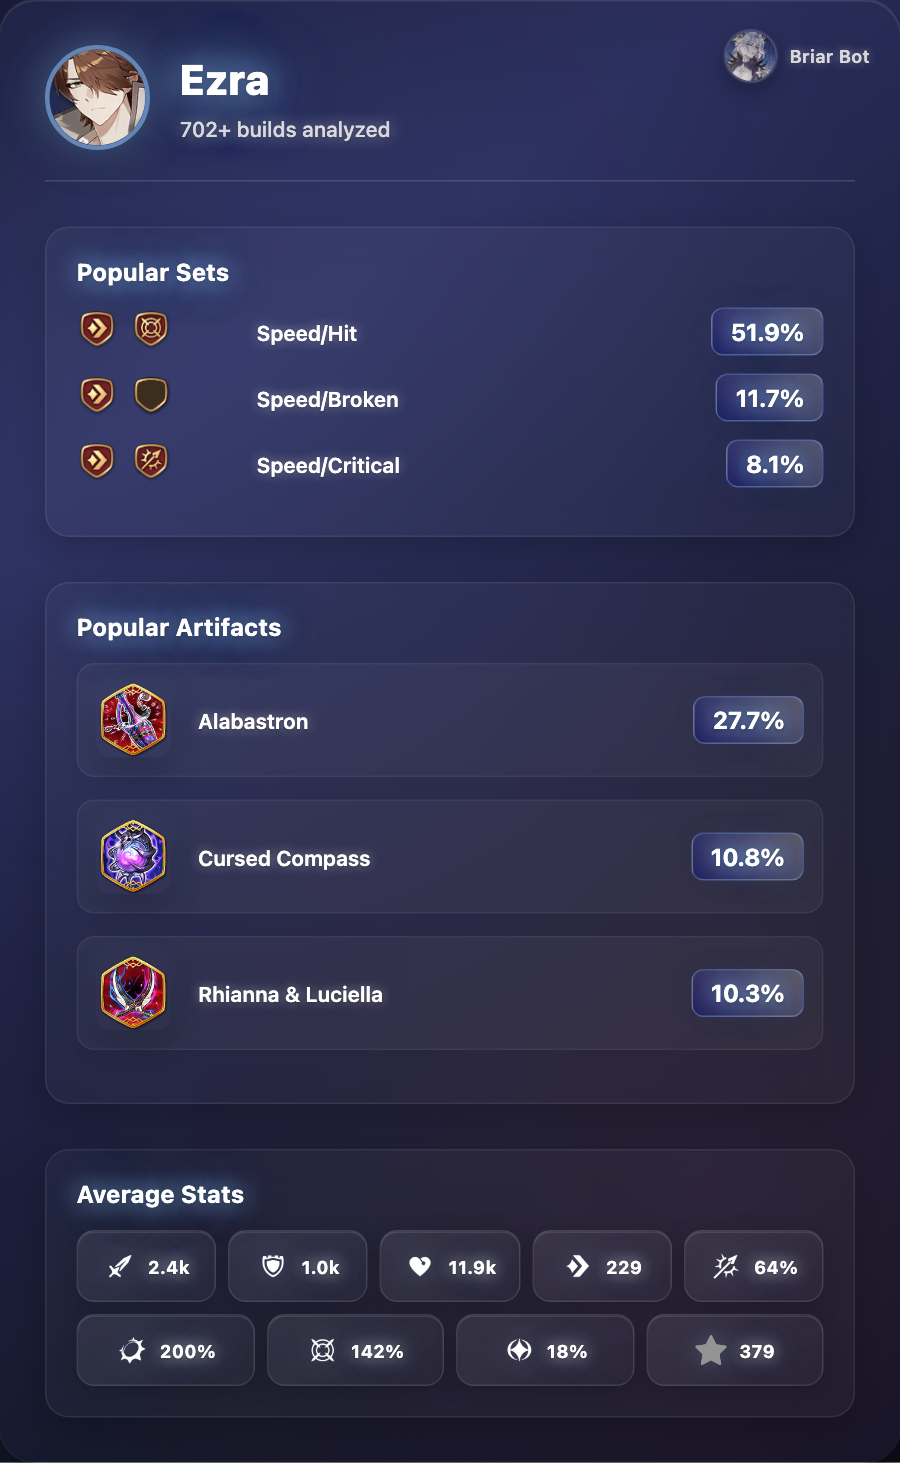 Ezra
702+ builds analyzed
Briar Bot
Popular Sets
Speed/Hit
51.9%
Speed/Broken
11.7%
Speed/Critical
8.1%
Popular Artifacts
Alabastron
27.7%
Cursed Compass
10.8%
Rhianna & Luciella
10.3%
Average Stats
2.4k
1.0k
11.9k
229
64%
200%
142%
18%
379